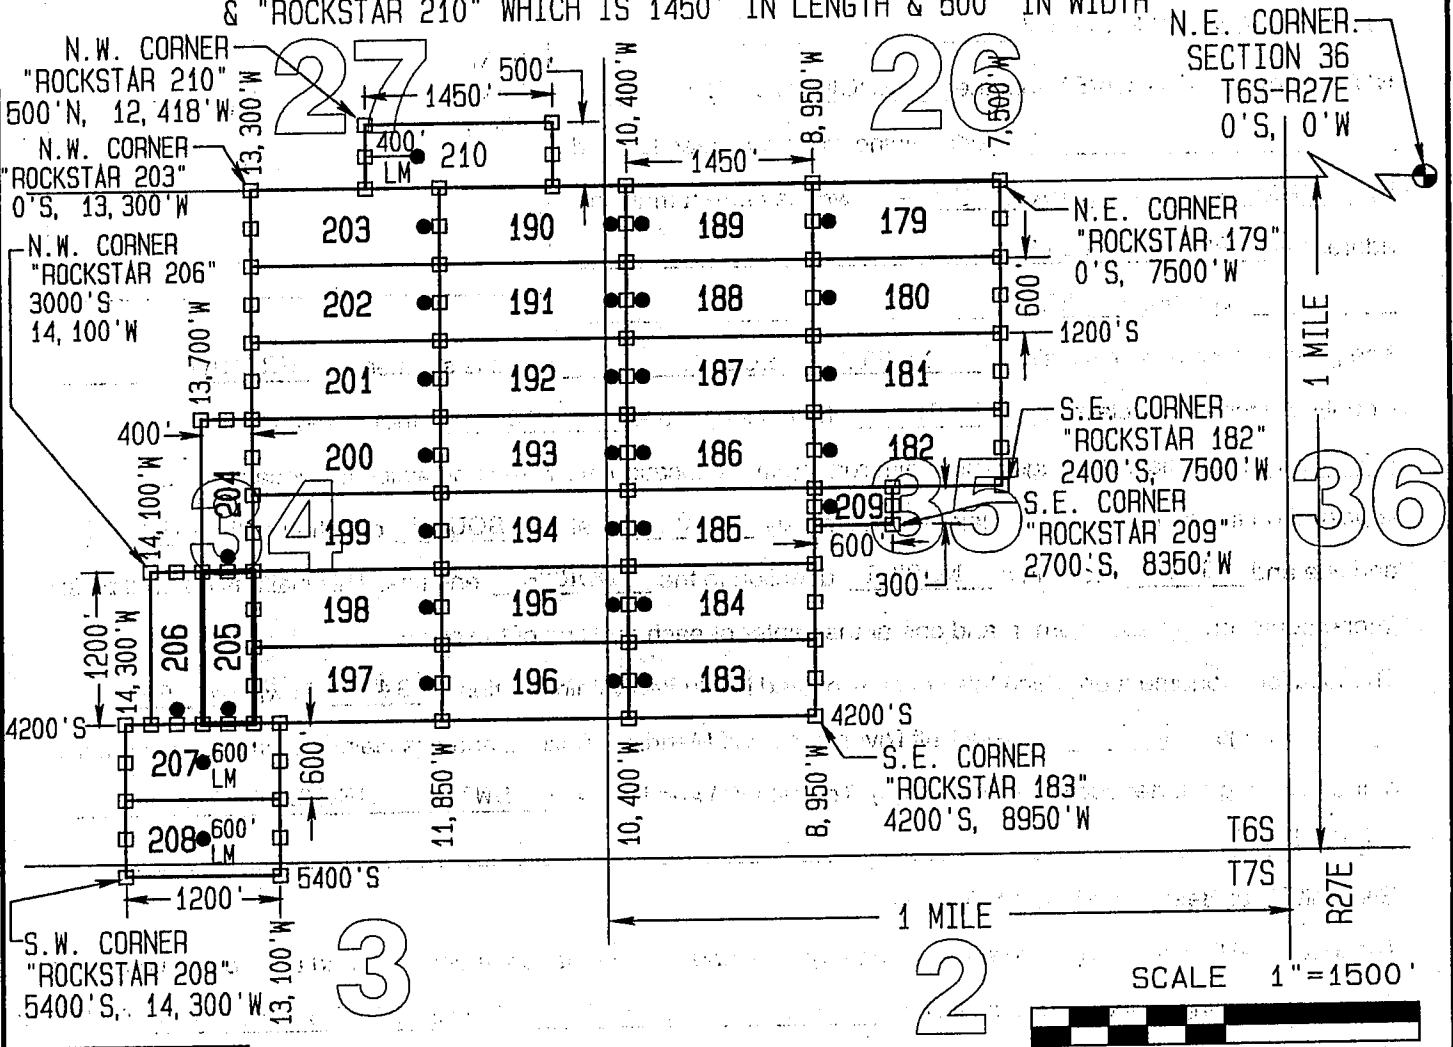 & "ROCKSTAR 210" WHICH IS 1450' IN LENGTH & 500' IN WIDTH
N.W. CORNER
"ROCKSTAR 210"
500'N, 12,418'W
N.W. CORNER
"ROCKSTAR 203"
0'S, 13,300'W
N.W. CORNER
"ROCKSTAR 206"
3000'S
14,100'W
13,300'W.
27
1450'
500'
400'
LM
210
10,400'W
1450'
8,950'W
26
7,500'W
N.E. CORNER
SECTION 36
T6S-R27E
0'S, 0'W
N.E. CORNER
"ROCKSTAR 179"
0'S, 7500'W
203
190
189
179
202
191
188
180
600'
1200'S
1 MILE
13,700'W
201
192
187
181
400'
200
193
186
182
S.E. CORNER
"ROCKSTAR 182"
2400'S, 7500'W
14,100'W
204
34
199
194
185
209
35
36
600'
300'
S.E. CORNER
"ROCKSTAR 209"
2700'S, 8350'W
1200'
14,300'W
206
205
198
195
184
197
196
183
4200'S
4200'S
207
600'
LM
600'
208
600'
LM
11,850'W
10,400'W
8,950'W
S.E. CORNER
"ROCKSTAR 183"
4200'S, 8950'W
T6S
T7S
R27E
5400'S
1200'
1 MILE
S.W. CORNER
"ROCKSTAR 208"
5400'S, 14,300'W
13,100'W.
3
2
SCALE 1"=1500'